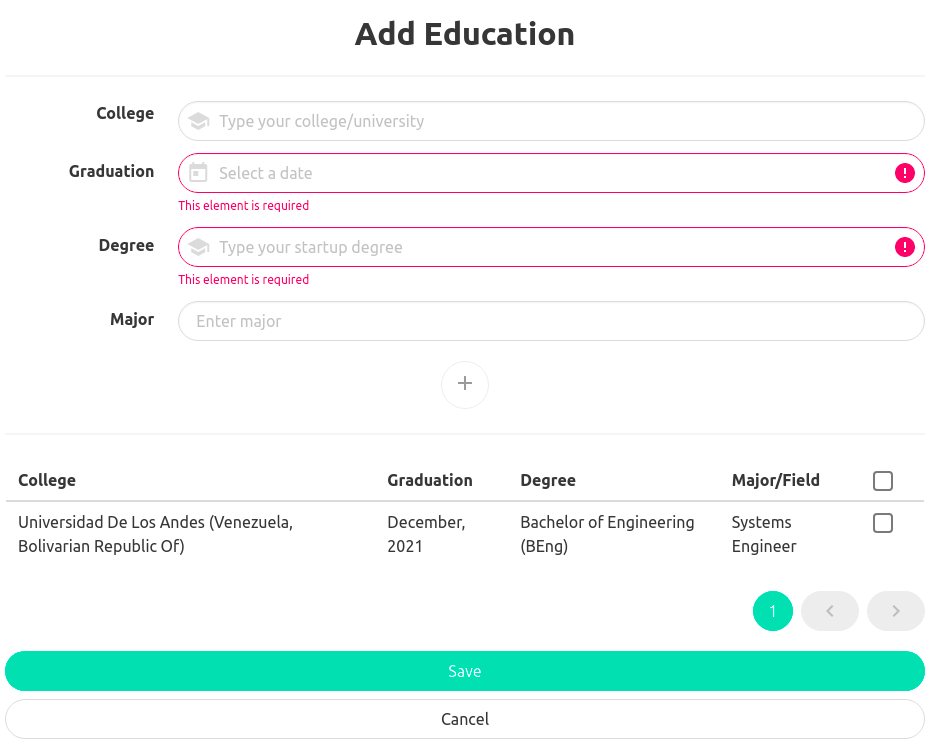 Add Education
College
Type your college/university
Graduation
Select a date
This element is required
Degree
Type your startup degree
This element is required
Major
Enter major
College Graduation Degree Major/Field
Universidad De Los Andes (Venezuela, December, Bachelor of Engineering Systems
Bolivarian Republic Of) 2021 (BEng) Engineer
1
Save
Cancel